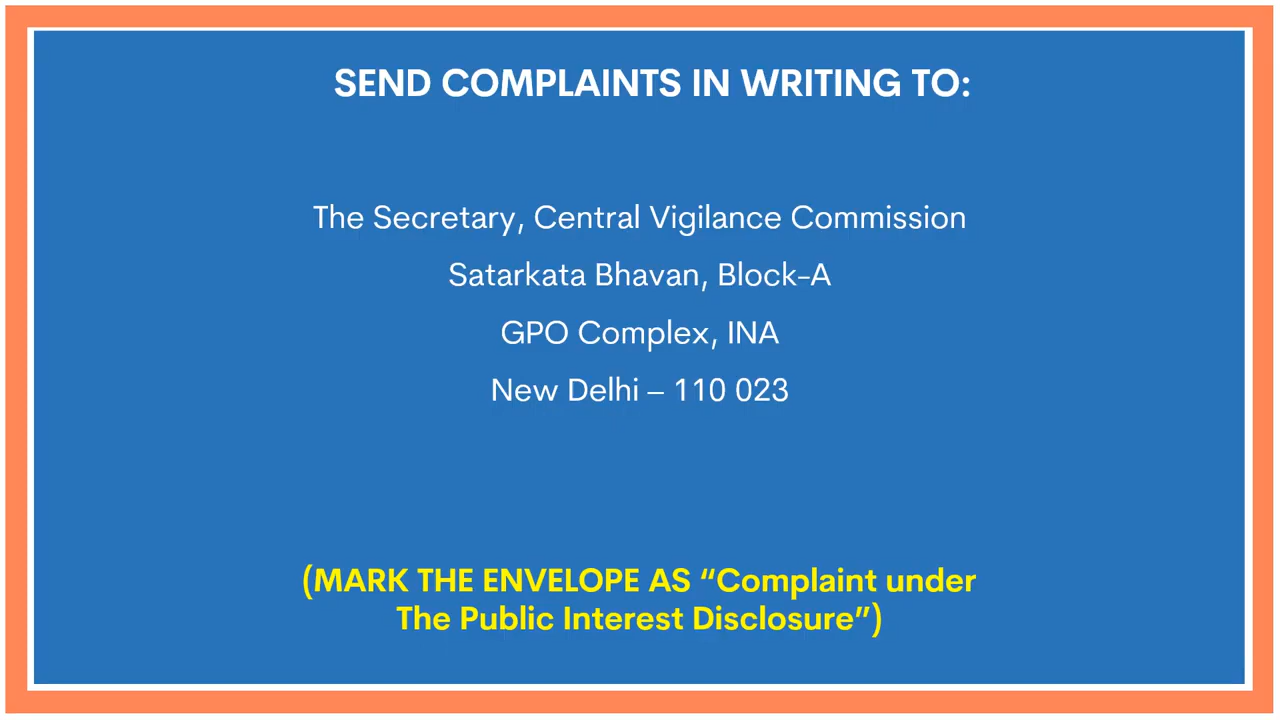 SEND COMPLAINTS IN WRITING TO:
The Secretary, Central Vigilance Commission
Satarkata Bhavan, Block-A
GPO Complex, INA
New Delhi – 110 023
(MARK THE ENVELOPE AS “Complaint under
The Public Interest Disclosure”)